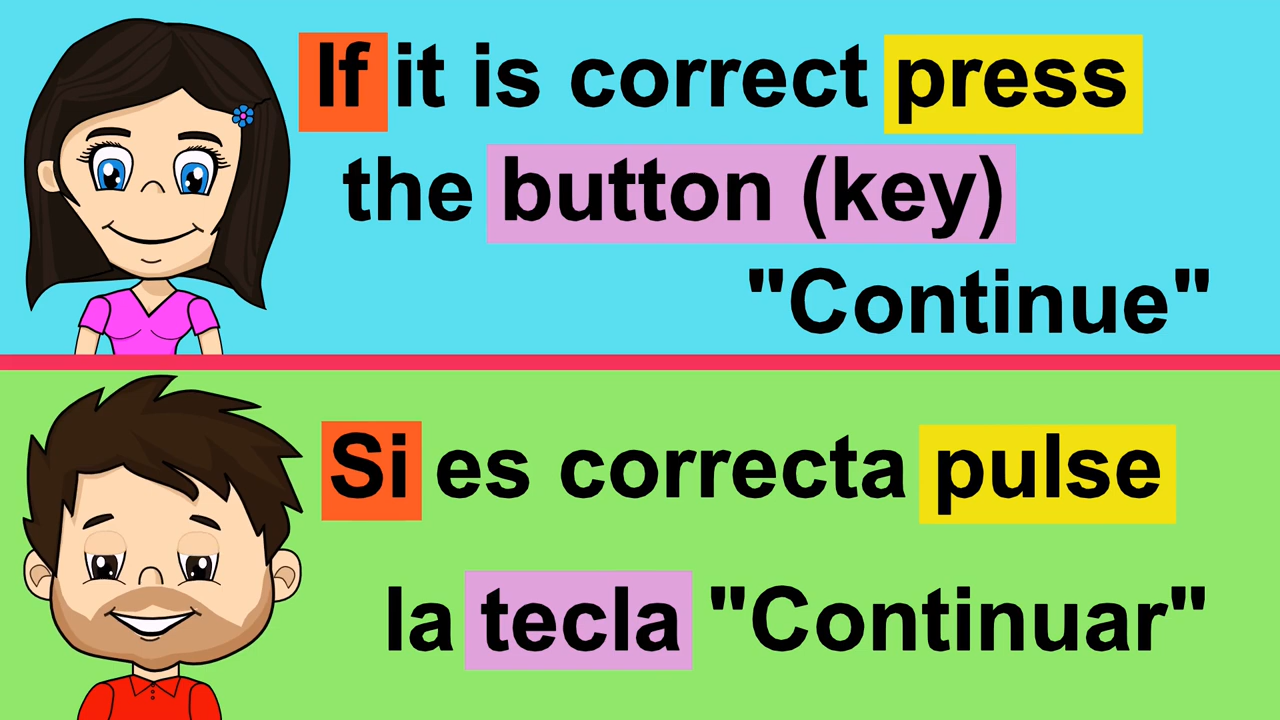 If it is correct press
the button (key)
"Continue"
Si es correcta pulse
la tecla "Continuar"